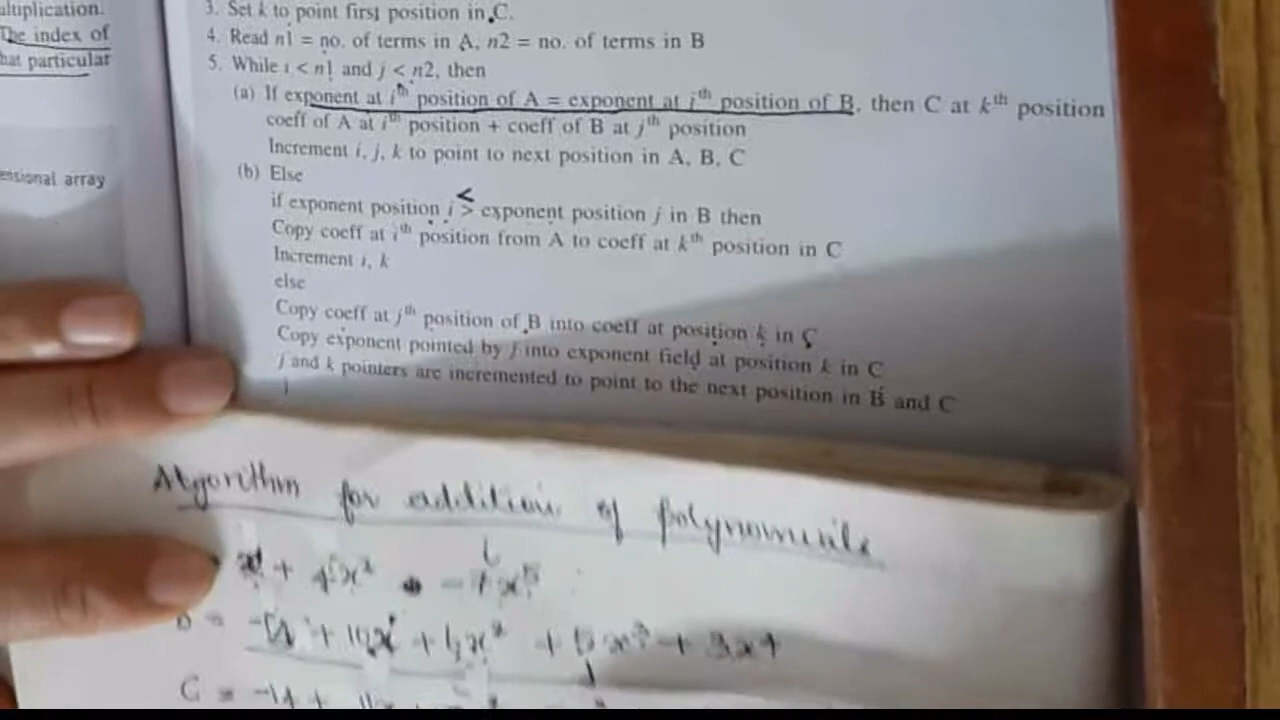 altiplication.
The index of
hat particular
ensional array
3. Set k to point first position in C.
4. Read n1 = no. of terms in A, n2 = no. of terms in B
5. While i < n1 and j < n2, then
(a) If exponent at iᵗʰ position of A = exponent at jᵗʰ position of B, then C at kᵗʰ position
coeff of A at iᵗʰ position + coeff of B at jᵗʰ position
Increment i, j, k to point to next position in A, B, C
(b) Else
<
if exponent position i > exponent position j in B then
Copy coeff at iᵗʰ position from A to coeff at kᵗʰ position in C
Increment i, k
else
Copy coeff at jᵗʰ position of B into coeff at position k in C
Copy exponent pointed by j into exponent field at position k in C
j and k pointers are incremented to point to the next position in B and C
Algorithm for addition of polynomials
i
j
C = -14 +